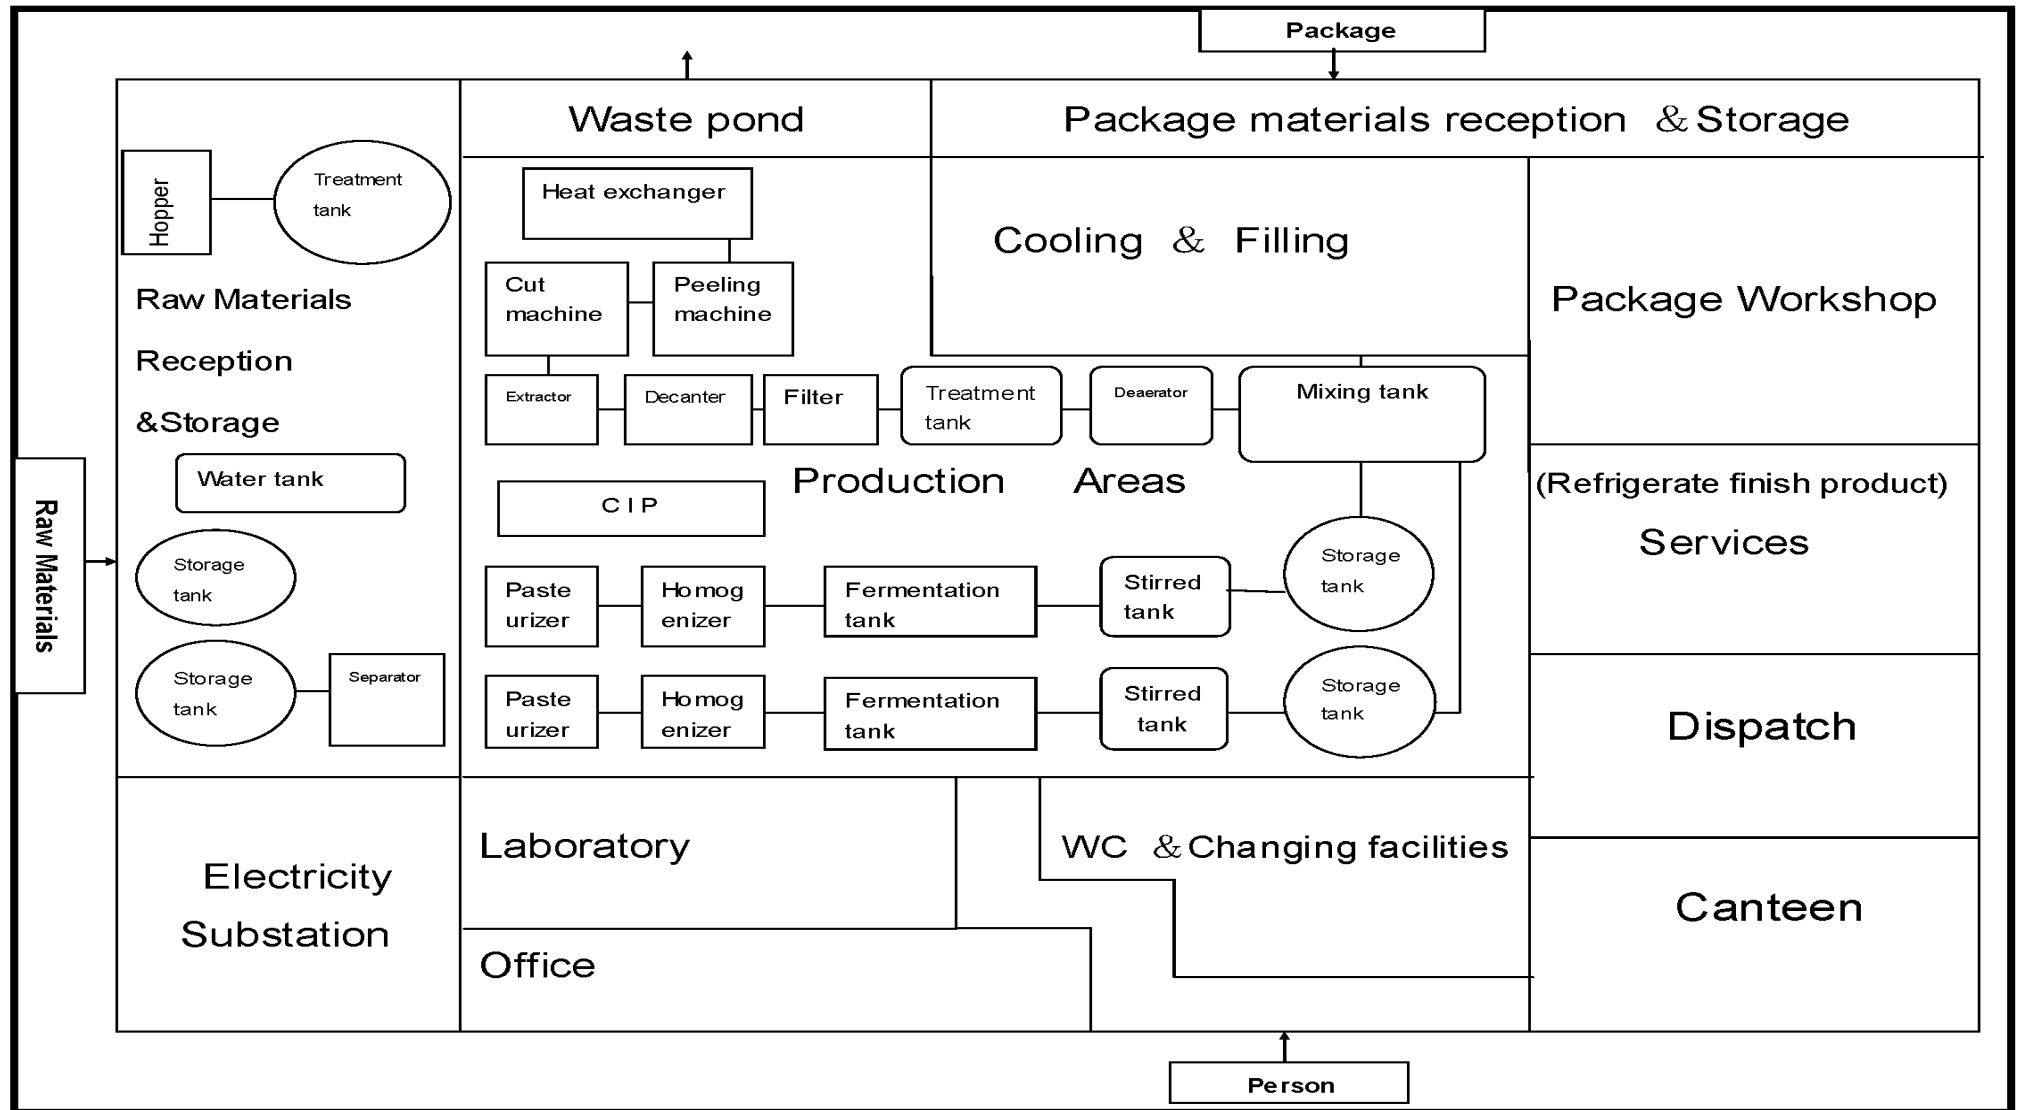 Package
Waste pond
Package materials reception & Storage
Hopper
Treatment
tank
Raw Materials
Reception
&Storage
Water tank
Storage
tank
Storage
tank
Separator
Raw Materials
Heat exchanger
Cut
machine
Peeling
machine
Cooling & Filling
Package Workshop
Extractor
Decanter
Filter
Treatment
tank
Deaerator
Mixing tank
Production Areas
C I P
Paste
urizer
Homog
enizer
Fermentation
tank
Stirred
tank
Storage
tank
Paste
urizer
Homog
enizer
Fermentation
tank
Stirred
tank
Storage
tank
(Refrigerate finish product)
Services
Dispatch
Canteen
Electricity
Substation
Laboratory
Office
WC & Changing facilities
Person